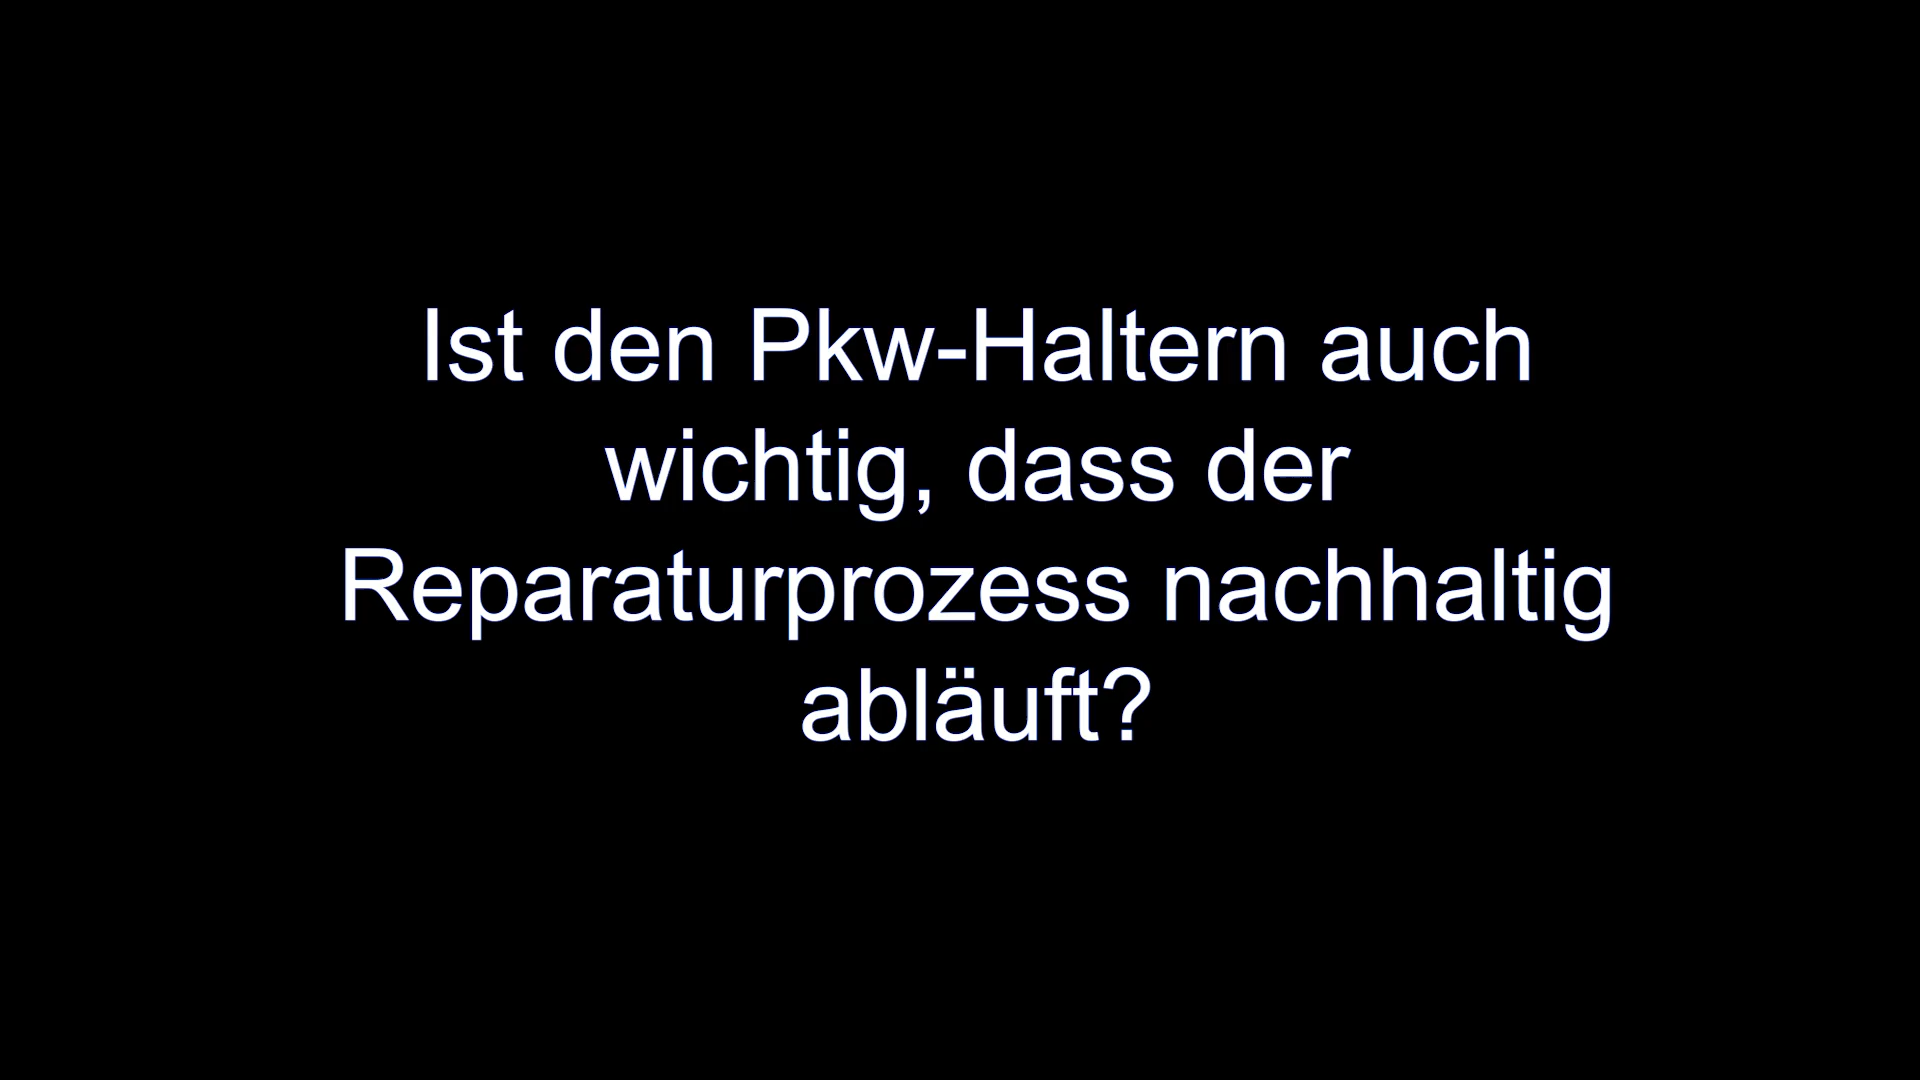 Ist den Pkw-Haltern auch
wichtig, dass der
Reparaturprozess nachhaltig
abläuft?